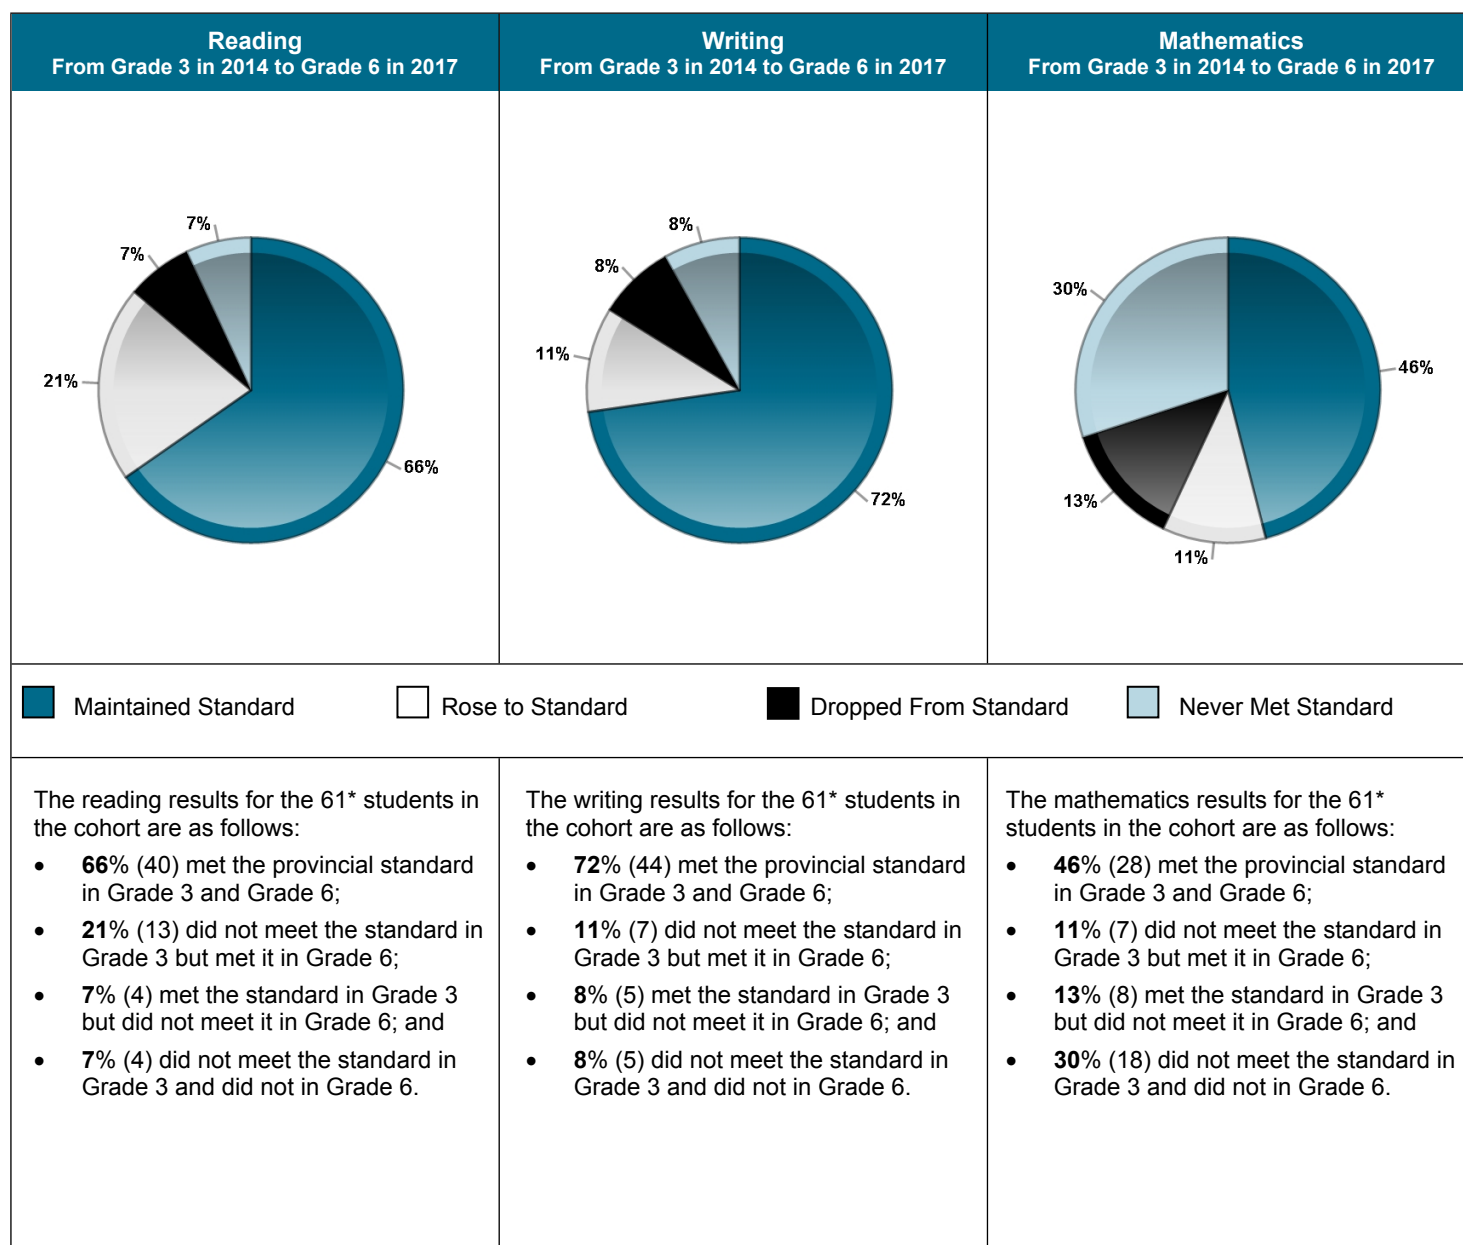 Reading
From Grade 3 in 2014 to Grade 6 in 2017
Writing
From Grade 3 in 2014 to Grade 6 in 2017
Mathematics
From Grade 3 in 2014 to Grade 6 in 2017
7%
7%
21%
66%
8%
8%
11%
72%
30%
46%
13%
11%
Maintained Standard
Rose to Standard
Dropped From Standard
Never Met Standard
The reading results for the 61* students in
the cohort are as follows:
• 66% (40) met the provincial standard
in Grade 3 and Grade 6;
• 21% (13) did not meet the standard in
Grade 3 but met it in Grade 6;
• 7% (4) met the standard in Grade 3
but did not meet it in Grade 6; and
• 7% (4) did not meet the standard in
Grade 3 and did not in Grade 6.
The writing results for the 61* students in
the cohort are as follows:
• 72% (44) met the provincial standard
in Grade 3 and Grade 6;
• 11% (7) did not meet the standard in
Grade 3 but met it in Grade 6;
• 8% (5) met the standard in Grade 3
but did not meet it in Grade 6; and
• 8% (5) did not meet the standard in
Grade 3 and did not in Grade 6.
The mathematics results for the 61*
students in the cohort are as follows:
• 46% (28) met the provincial standard
in Grade 3 and Grade 6;
• 11% (7) did not meet the standard in
Grade 3 but met it in Grade 6;
• 13% (8) met the standard in Grade 3
but did not meet it in Grade 6; and
• 30% (18) did not meet the standard in
Grade 3 and did not in Grade 6.